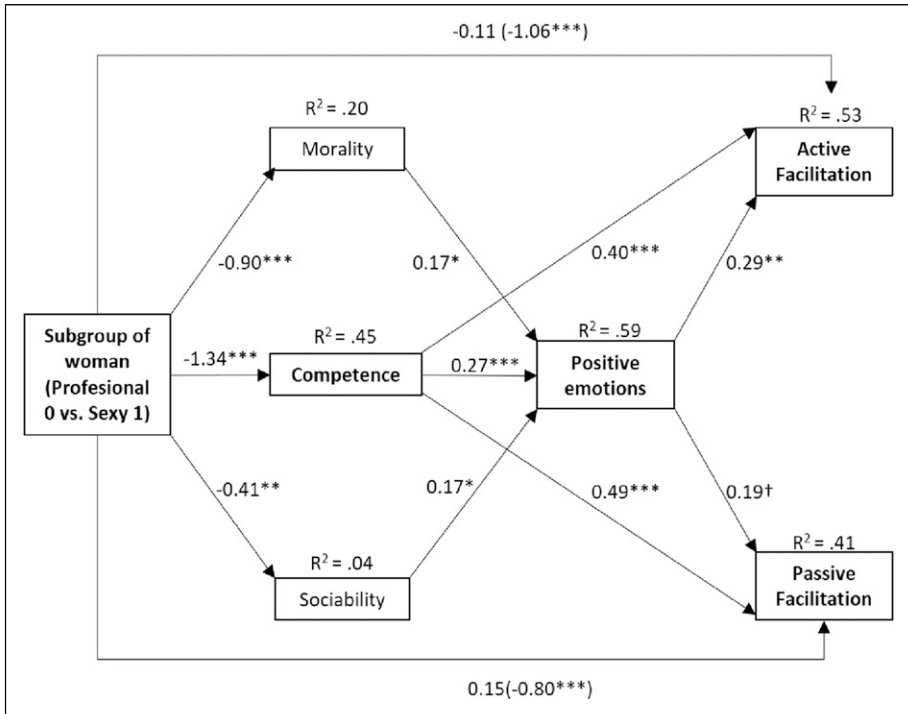 -0.11 (-1.06***)
R² = .20
Morality
R² = .53
Active
Facilitation
-0.90***
0.17*
0.40***
0.29**
Subgroup of
woman
(Profesional
0 vs. Sexy 1)
-1.34***
R² = .45
Competence
0.27***
R² = .59
Positive
emotions
-0.41**
0.17*
0.49***
0.19†
R² = .04
Sociability
R² = .41
Passive
Facilitation
0.15(-0.80***)